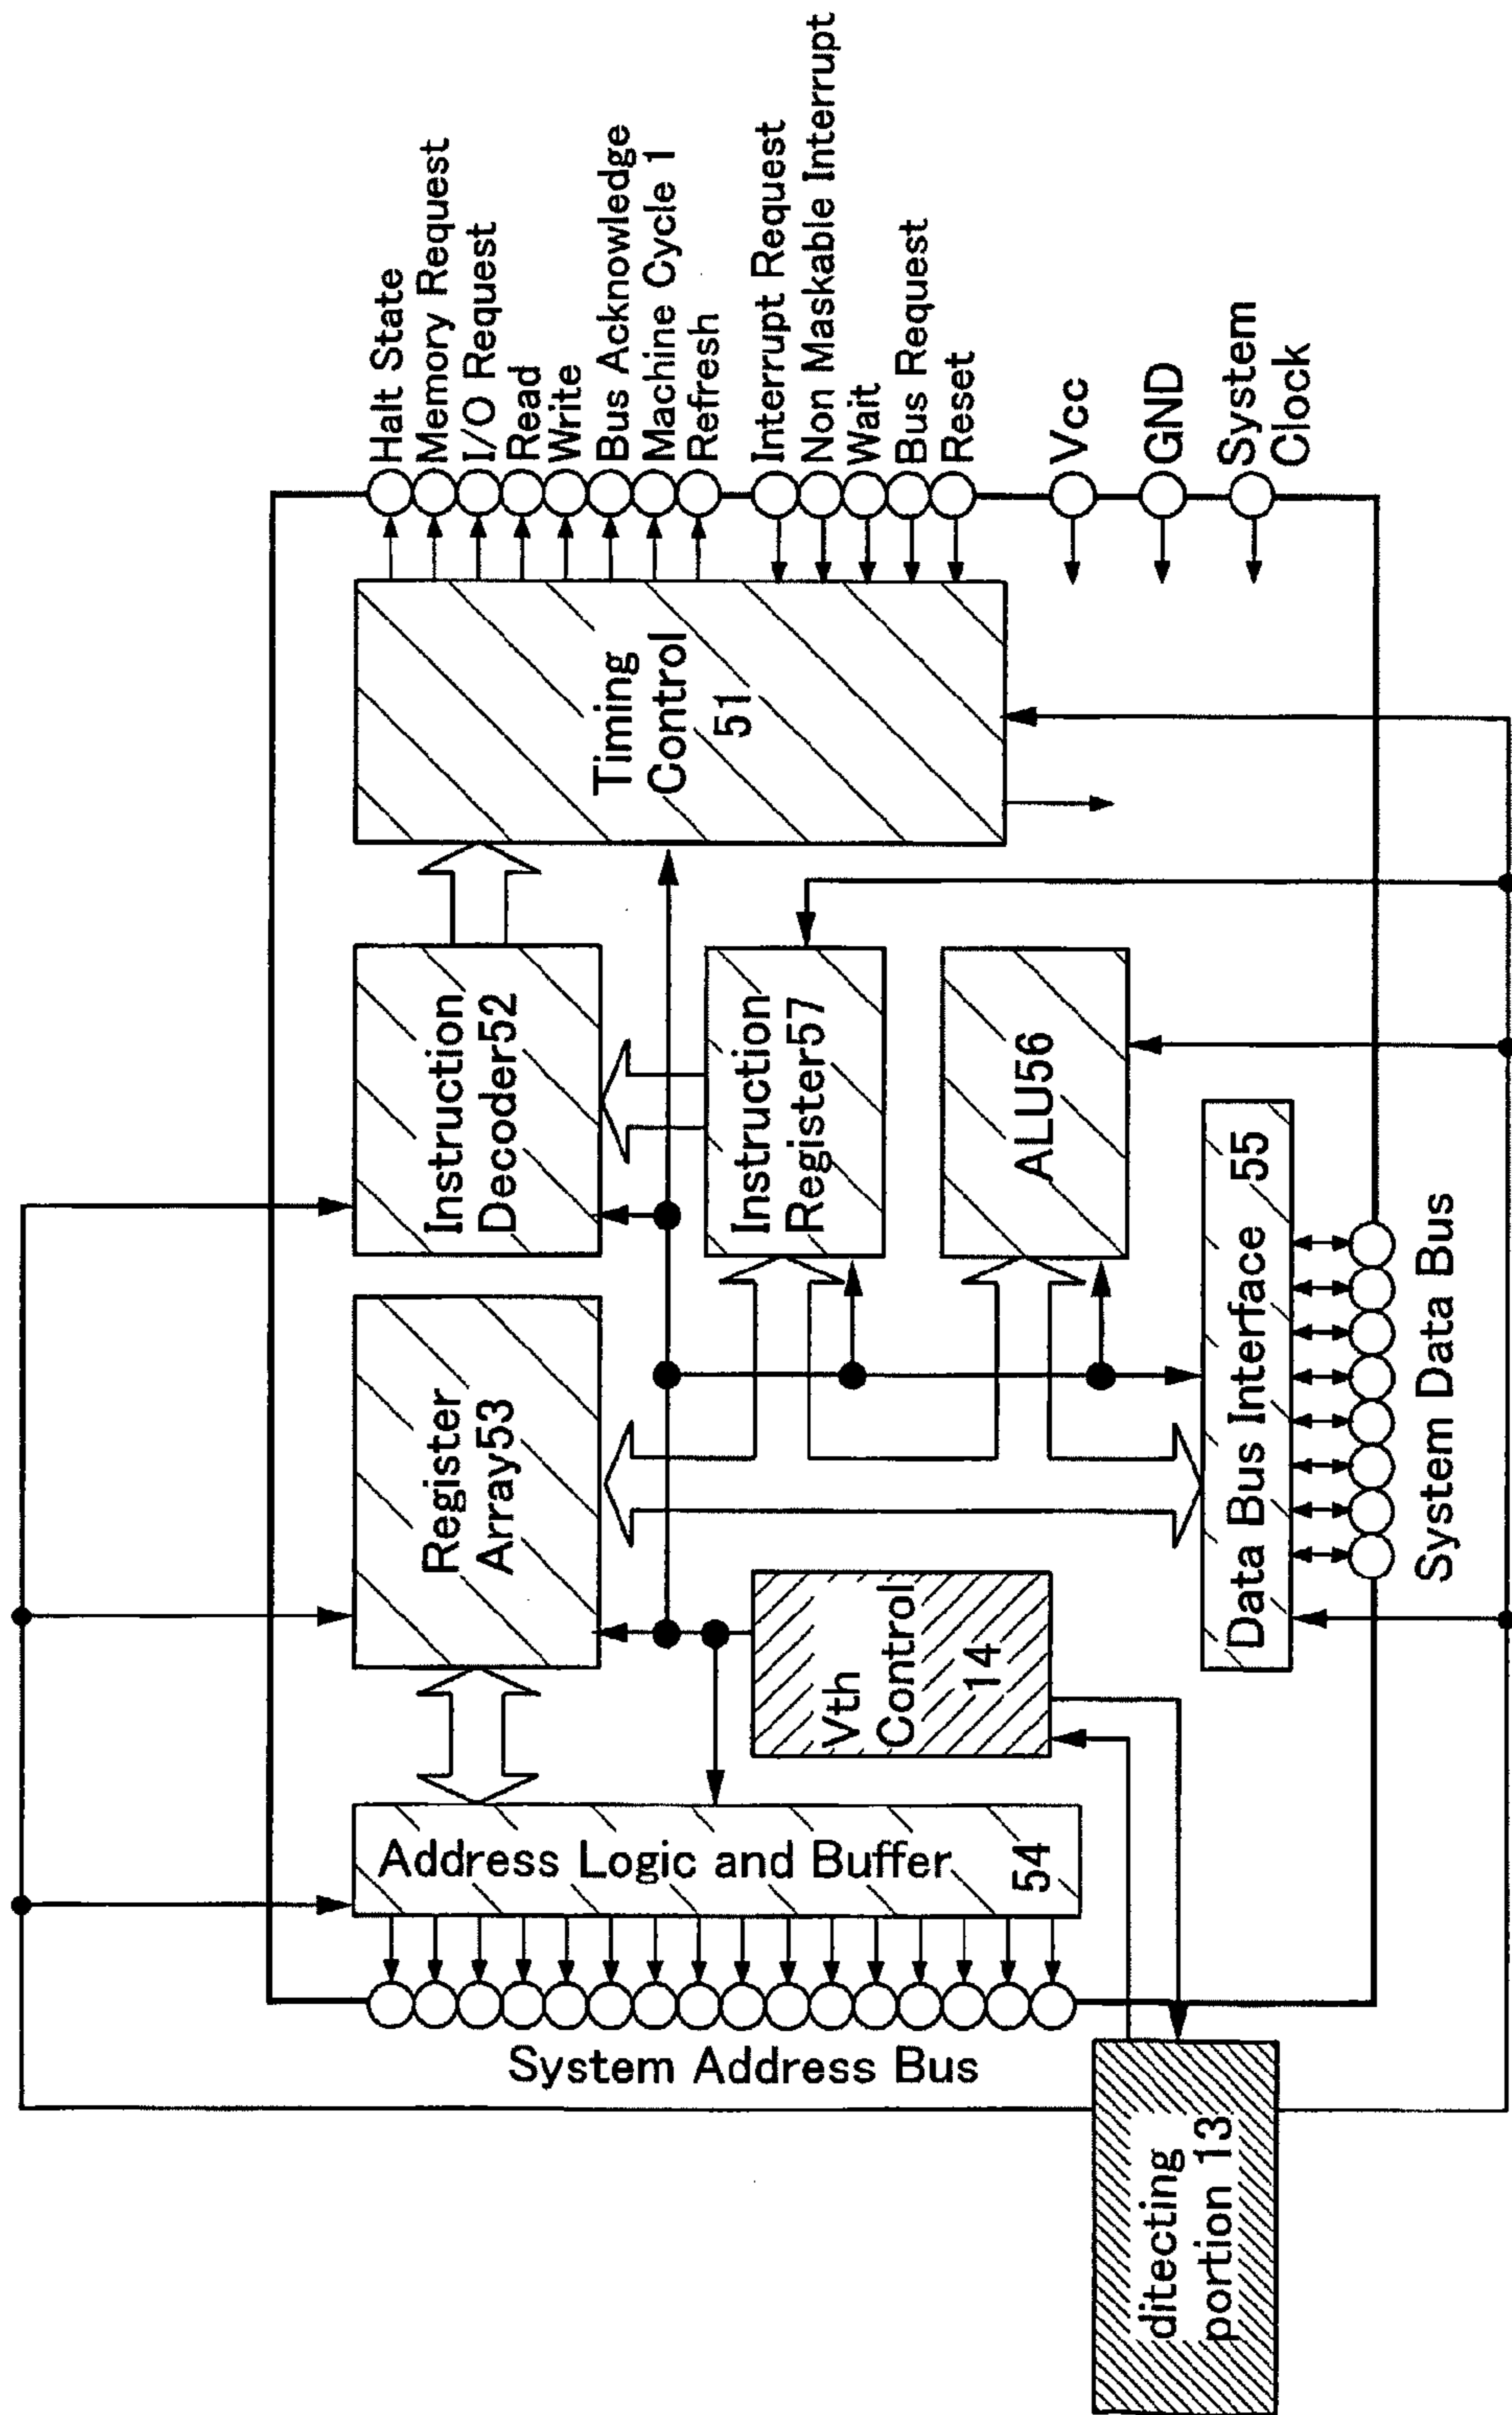 Halt State
Memory Request
I/O Request
Read
Write
Bus Acknowledge
Machine Cycle 1
Refresh
Interrupt Request
Non Maskable Interrupt
Wait
Bus Request
Reset
Vcc
GND
System
Clock
Timing
Control
51
Instruction
Decoder52
Instruction
Register57
ALU56
Register
Array53
Data Bus Interface 55
System Data Bus
Vth
Control
14
Address Logic and Buffer
54
System Address Bus
ditecting
portion 13